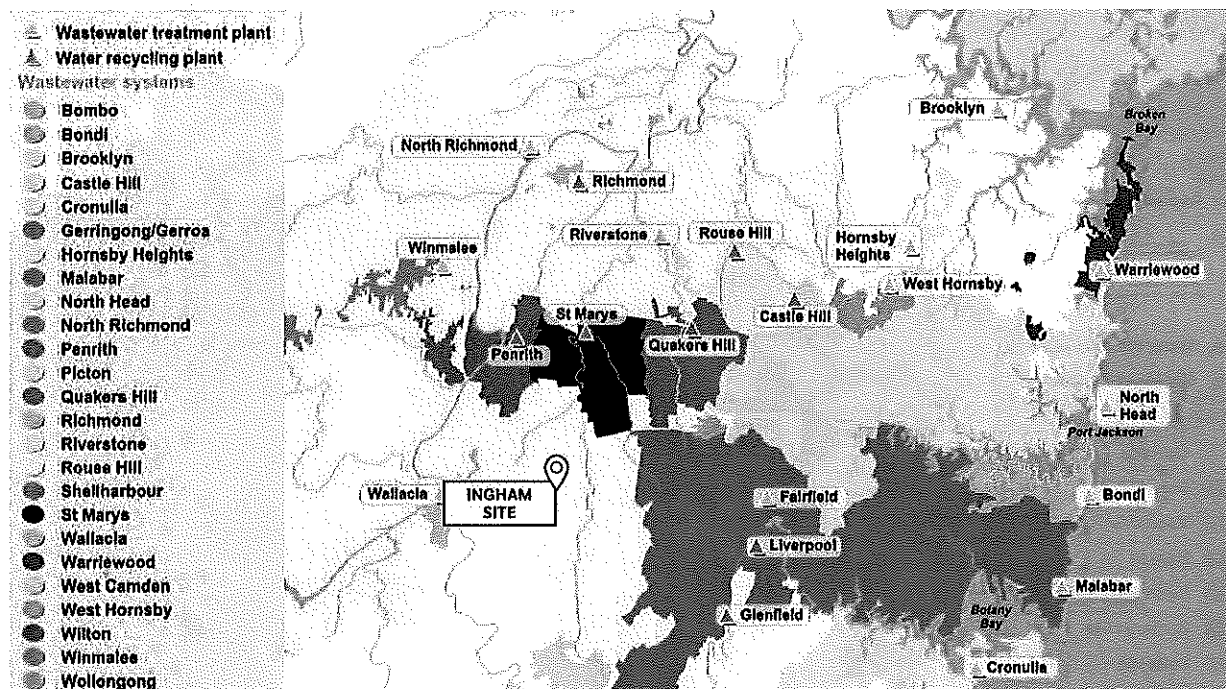 Wastewater treatment plant
Water recycling plant
Wastewater systems
Bombo
Bondi
Brooklyn
Castle Hill
Cronulla
Gerringong/Gerroa
Hornsby Heights
Malabar
North Head
North Richmond
Penrith
Picton
Quakers Hill
Richmond
Riverstone
Rouse Hill
Shellharbour
St Marys
Wallacia
Warriewood
West Camden
West Hornsby
Wilton
Winmalee
Wollongong
Brooklyn
Broken
Bay
North Richmond
Richmond
Riverstone
Rouse Hill
Hornsby
Heights
Winmalee
Warriewood
West Hornsby
St Marys
Castle Hill
Penrith
Quakers Hill
North
Head
Port Jackson
Wallacia
INGHAM
SITE
Fairfield
Bondi
Liverpool
Malabar
Glenfield
Botany
Bay
Cronulla